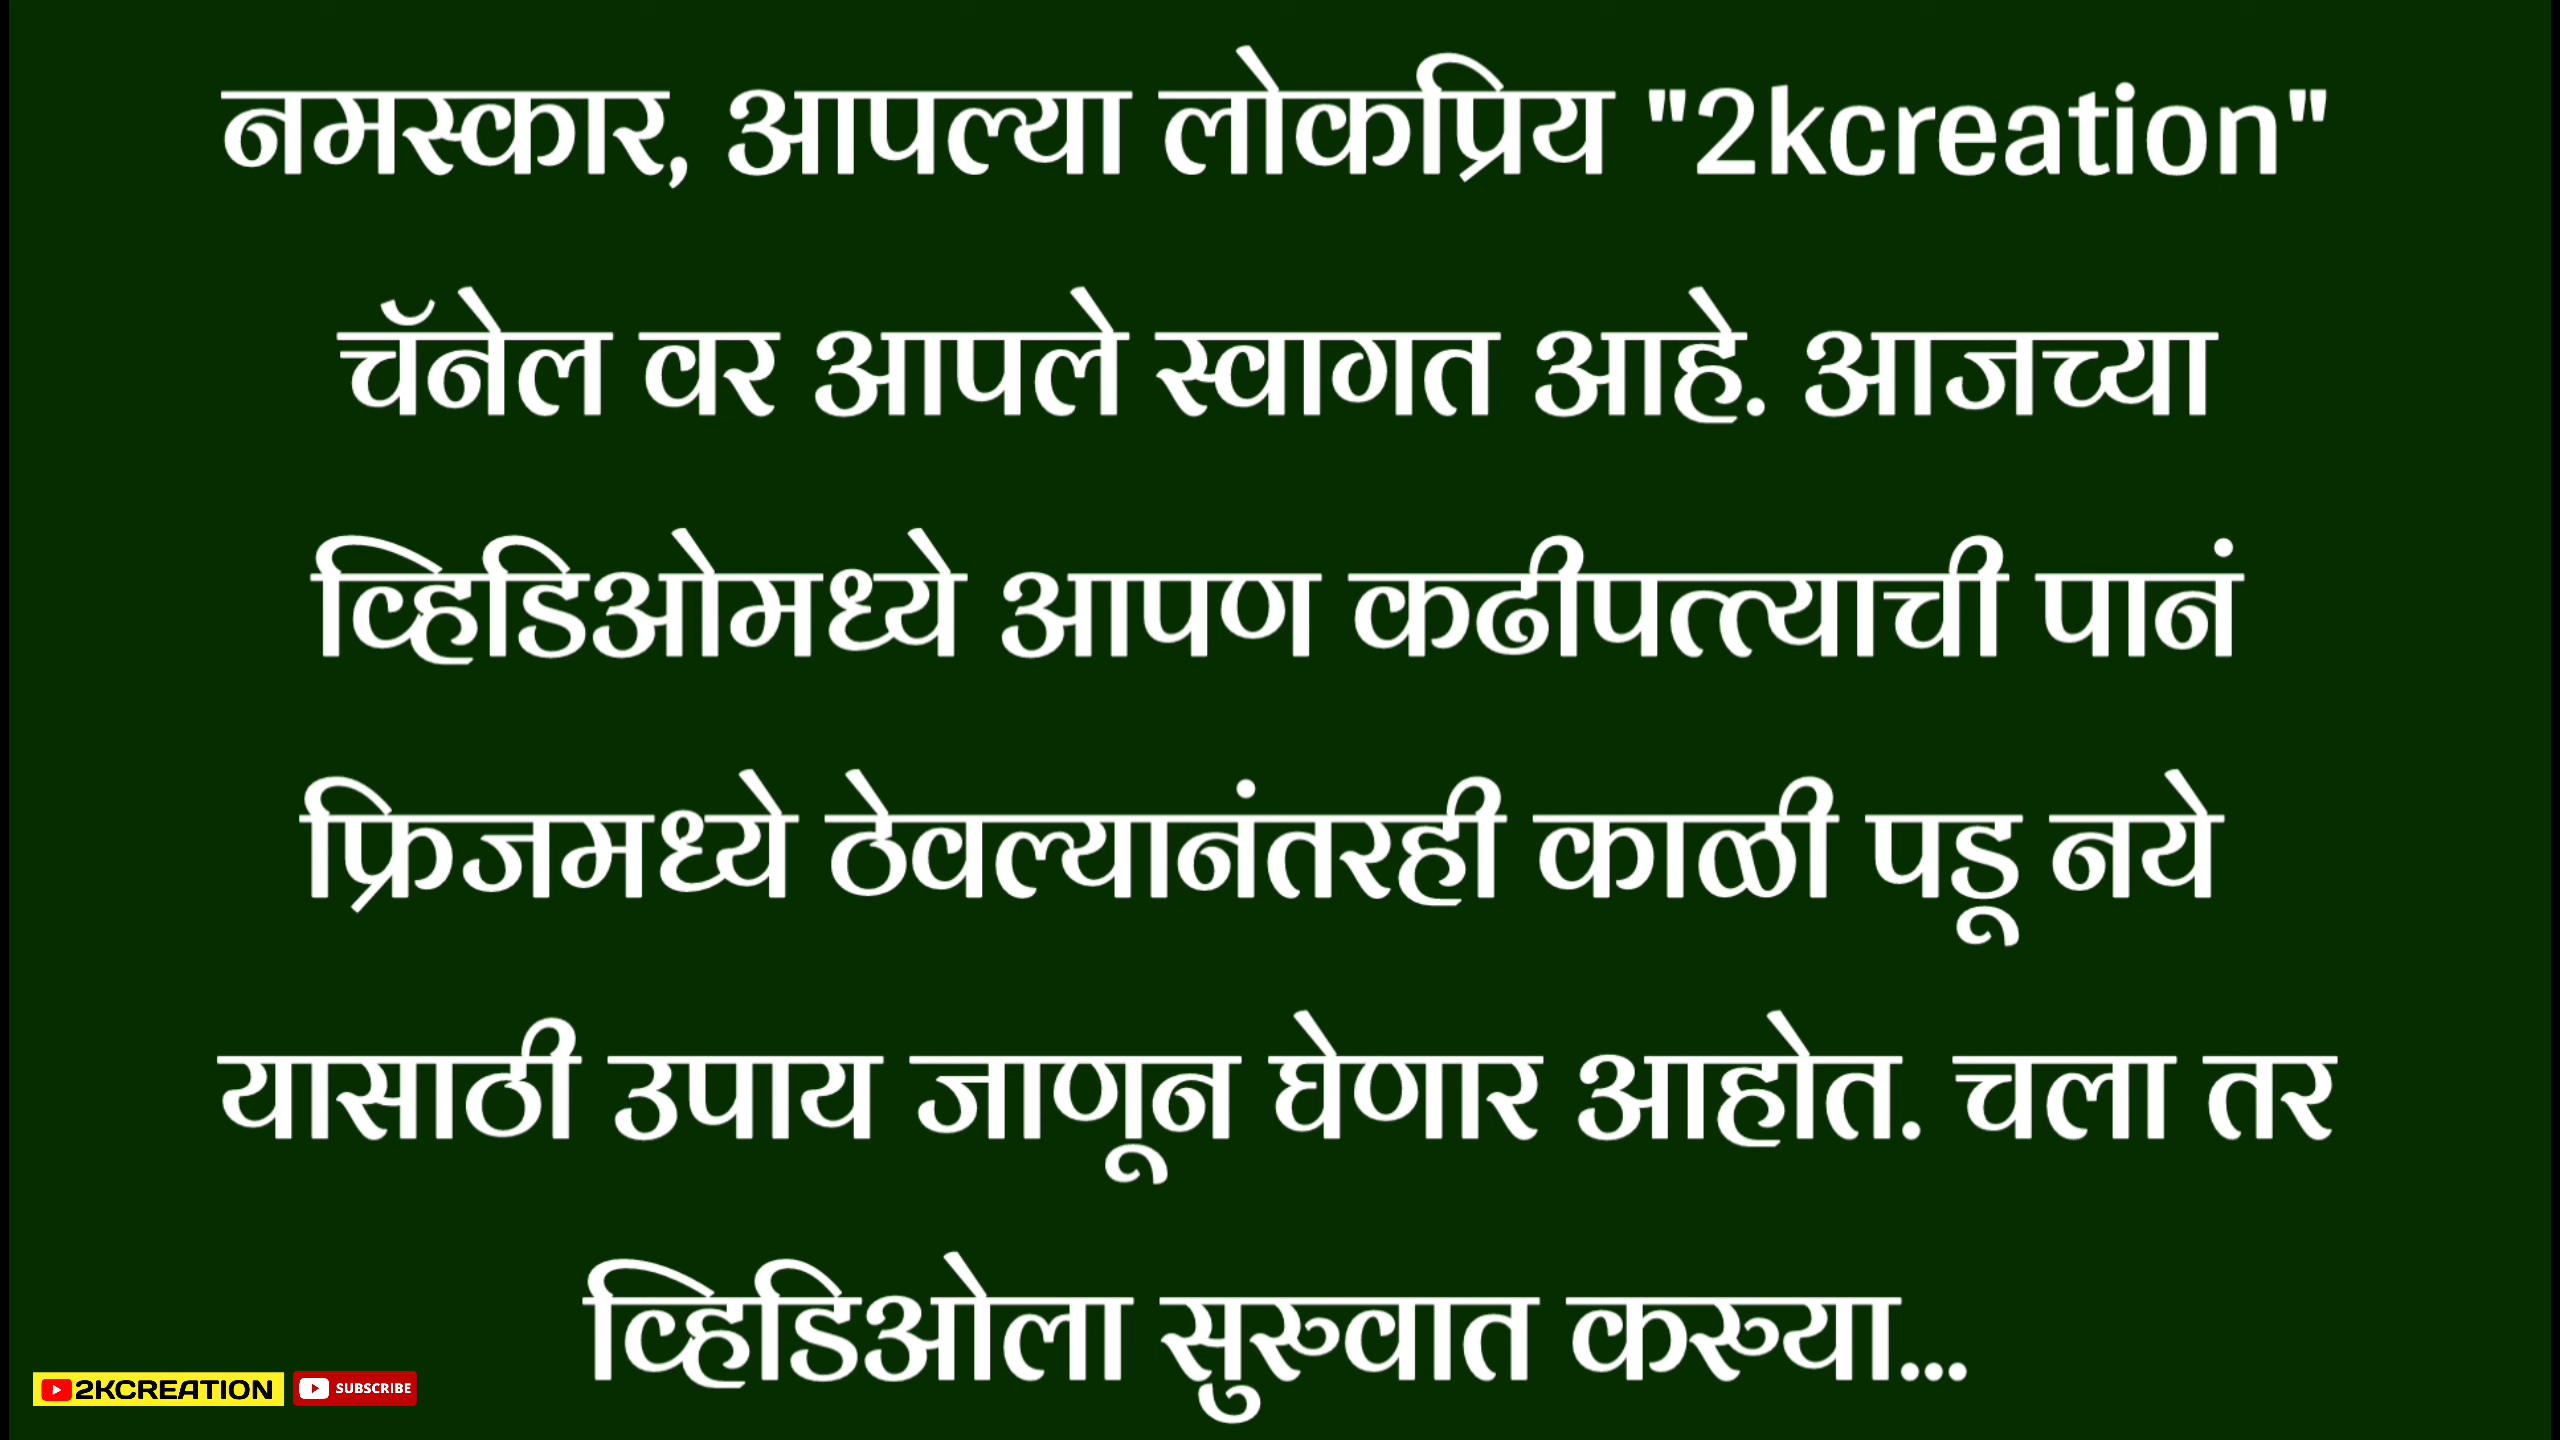 नमस्कार, आपल्या लोकप्रिय "2kcreation"
चॅनेल वर आपले स्वागत आहे. आजच्या
व्हिडिओमध्ये आपण कढीपत्त्याची पानं
फ्रिजमध्ये ठेवल्यानंतरही काळी पडू नये
यासाठी उपाय जाणून घेणार आहोत. चला तर
व्हिडिओला सुरुवात करूया...
2KCREATION SUBSCRIBE